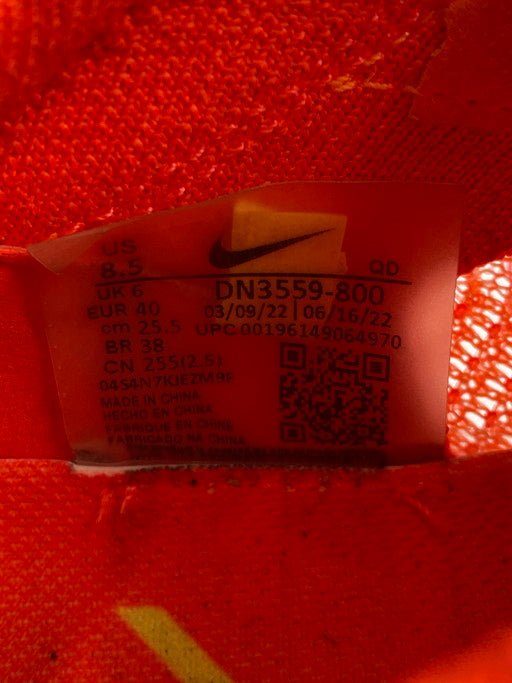 US
8.5
QD
UK 6
DN3559-800
EUR 40
03/09/22 | 06/16/22
cm 25.5
UPC 00196149064970
BR 38
CN 255(2.5)
MADE IN CHINA
HECHO EN CHINA
FABRIQUE EN CHINE
FABRICADO NA CHINA